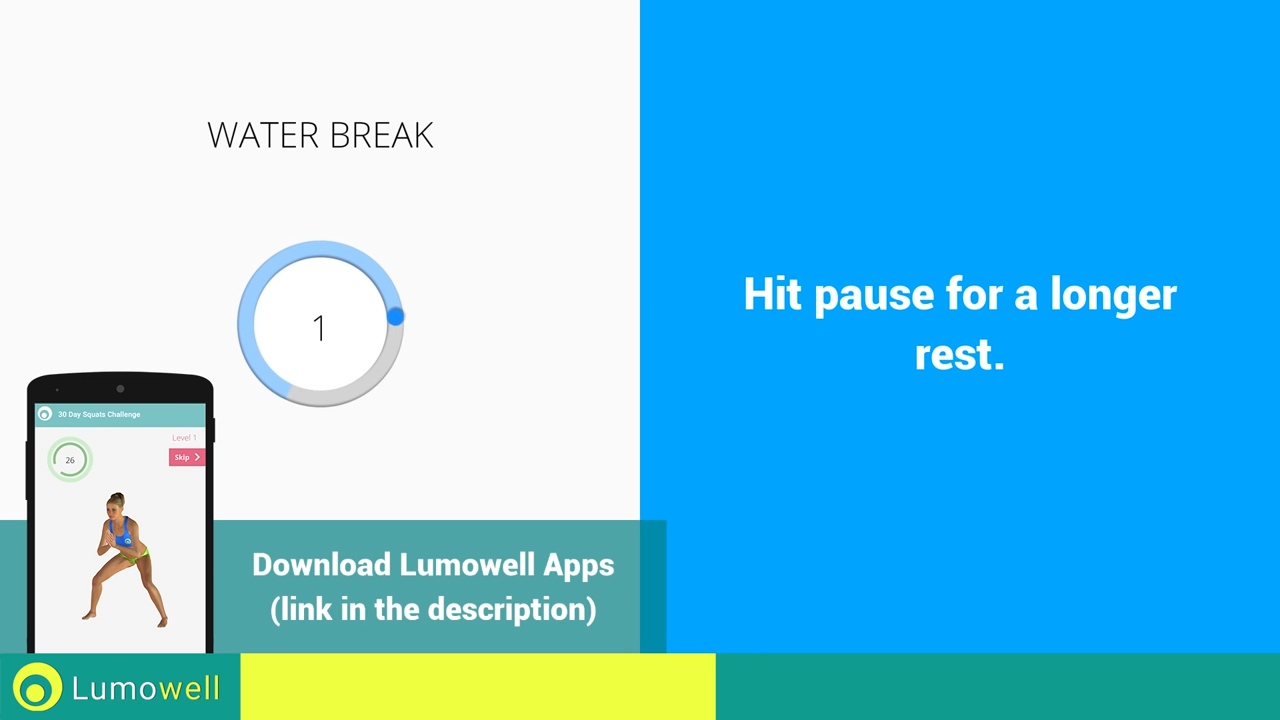 WATER BREAK
1
Hit pause for a longer
rest.
30 Day Squats Challenge
Level 1
26
Skip
Download Lumowell Apps
(link in the description)
Lumowell